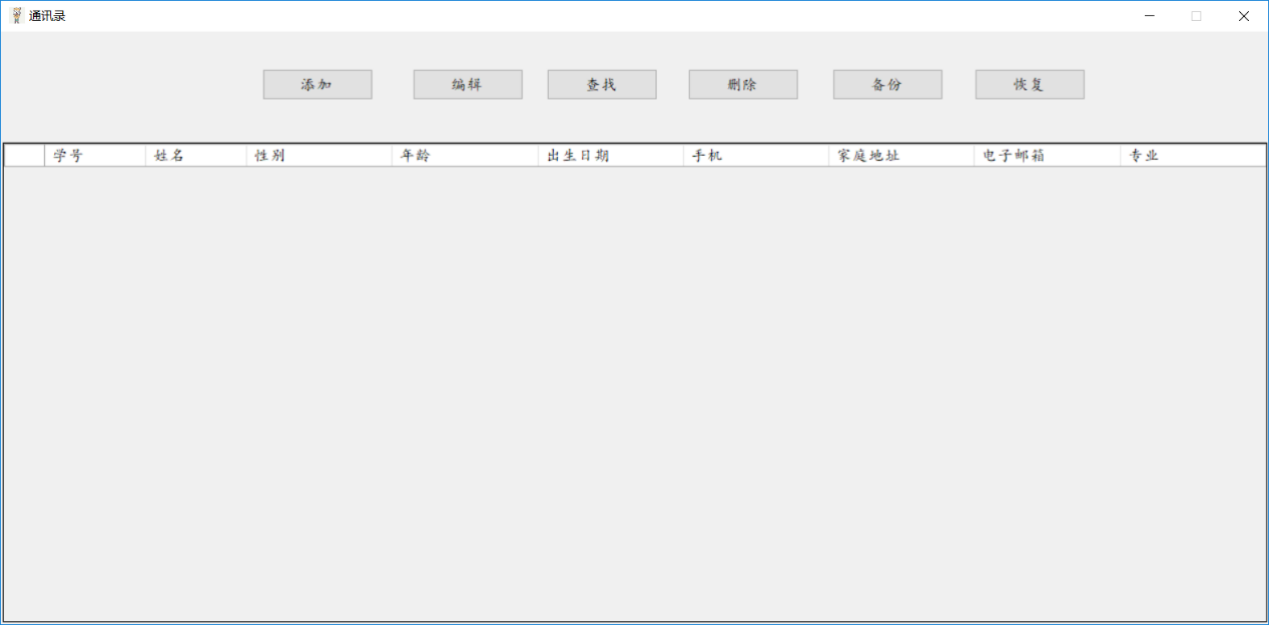 通讯录
添加 编辑 查找 删除 备份 恢复
学号 姓名 性别 年龄 出生日期 手机 家庭地址 电子邮箱 专业